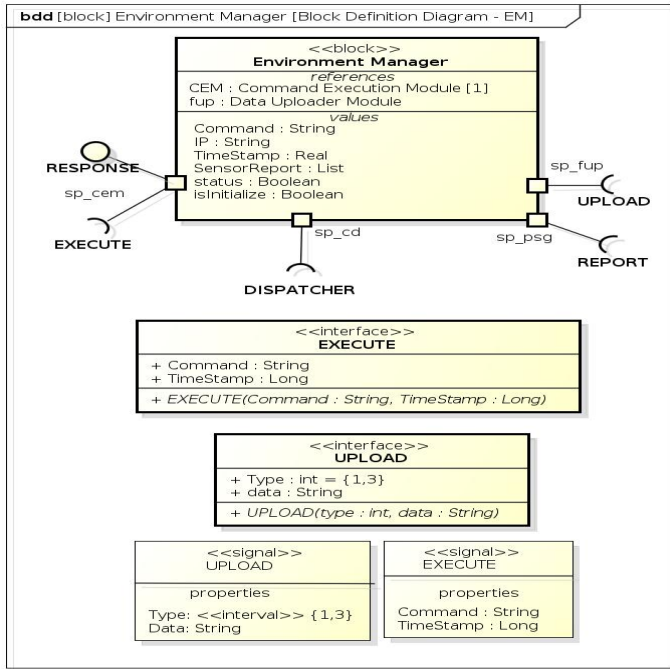 bdd [block] Environment Manager [Block Definition Diagram - EM]
<<block>>
Environment Manager
references
CEM : Command Execution Module [1]
fup : Data Uploader Module
values
Command : String
IP : String
TimeStamp : Real
SensorReport : List
status : Boolean
isInitialize : Boolean
RESPONSE
sp_cem
EXECUTE
sp_cd
DISPATCHER
sp_fup
UPLOAD
sp_psg
REPORT
<<interface>>
EXECUTE
+ Command : String
+ TimeStamp : Long
+ EXECUTE(Command : String, TimeStamp : Long)
<<interface>>
UPLOAD
+ Type : int = {1,3}
+ data : String
+ UPLOAD(type : int, data : String)
<<signal>>
UPLOAD
properties
Type: <<interval>> {1,3}
Data: String
<<signal>>
EXECUTE
properties
Command : String
TimeStamp : Long